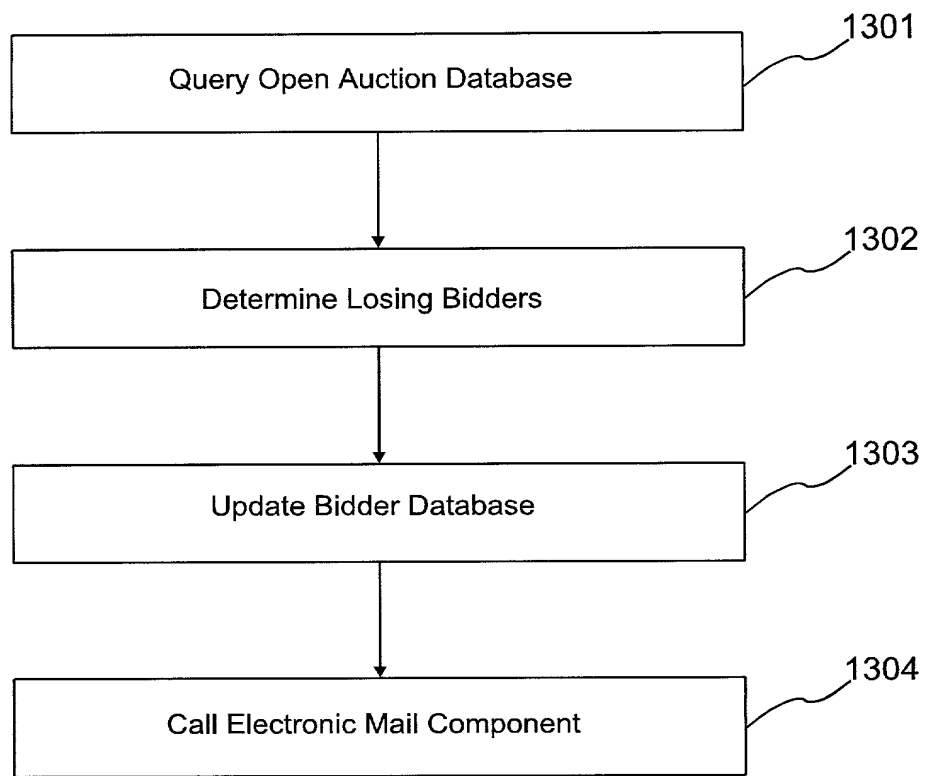 1301
Query Open Auction Database
1302
Determine Losing Bidders
1303
Update Bidder Database
1304
Call Electronic Mail Component